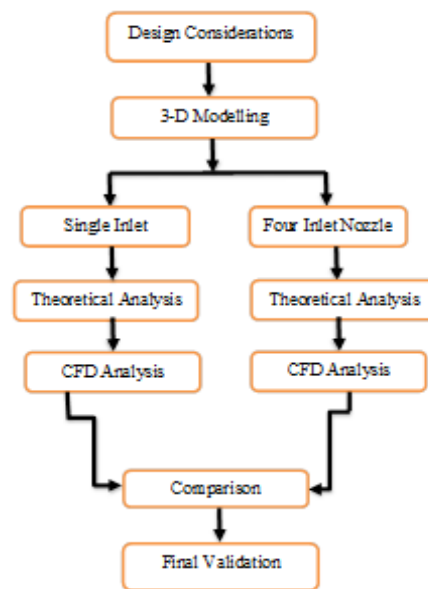 Design Considerations
3-D Modelling
Single Inlet
Four Inlet Nozzle
Theoretical Analysis
Theoretical Analysis
CFD Analysis
CFD Analysis
Comparison
Final Validation